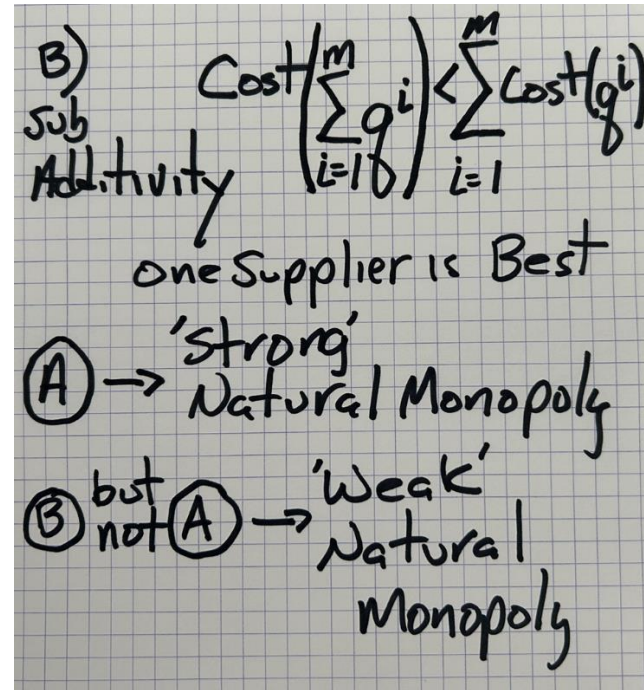 B) Cost(∑_{i=1}^{m} q^i) < ∑_{i=1}^{m} Cost(q^i)
Sub
Additivity
one Supplier is Best
(A) → 'Strong'
Natural Monopoly
(B) but not (A) → 'Weak'
Natural
Monopoly